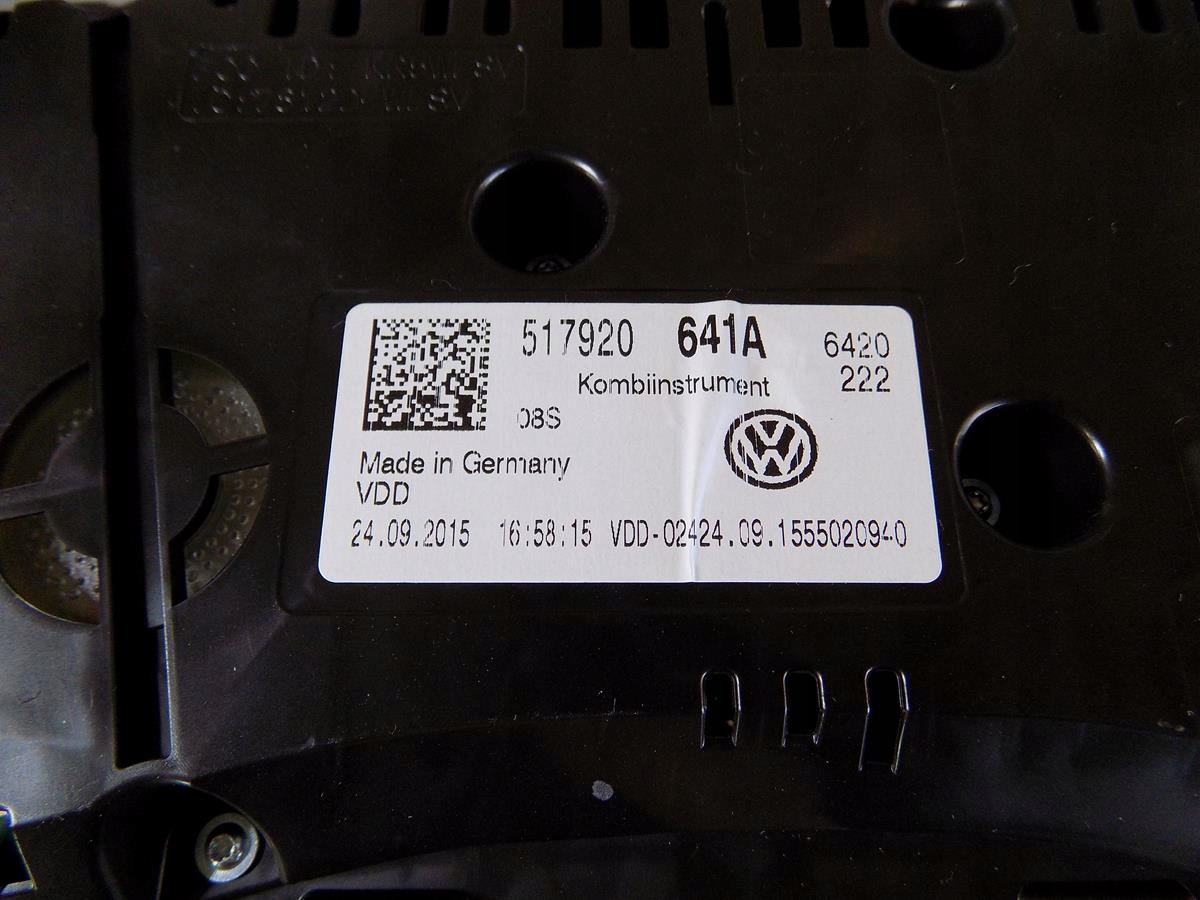 517920 641A 6420
Kombiinstrument 222
08S
Made in Germany
VDD
24.09.2015 16:58:15 VDD-02424.09.1555020940